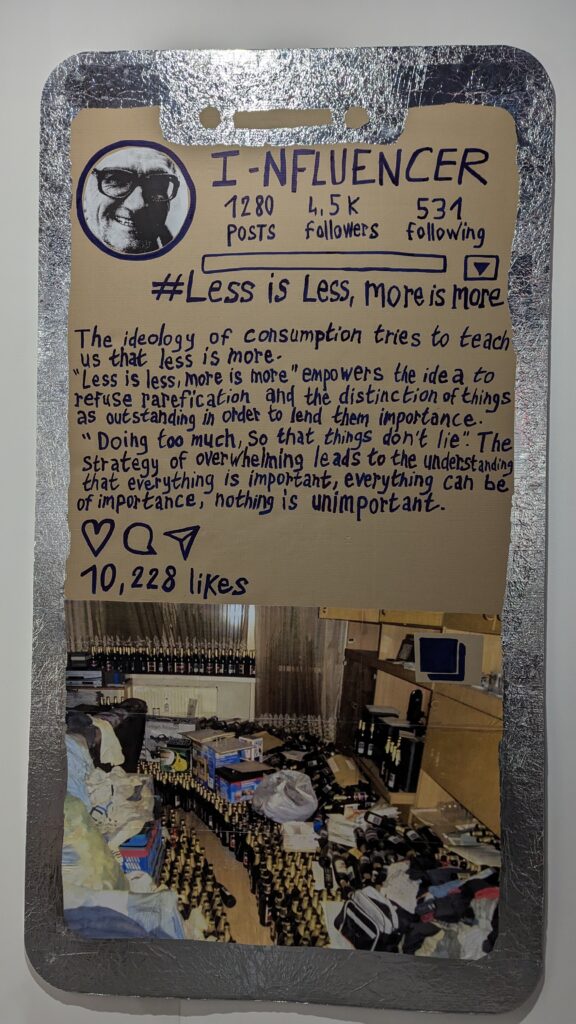 I-NFLUENCER
1280 4,5K 531
POSTS followers following
#Less is Less, more is more
The ideology of consumption tries to teach
us that less is more.
"Less is less, more is more" empowers the idea to
refuse rarefication and the distinction of things
as outstanding in order to lend them importance.
"Doing too much, so that things don't lie". The
strategy of overwhelming leads to the understanding
that everything is important, everything can be
of importance, nothing is unimportant.
10,228 likes